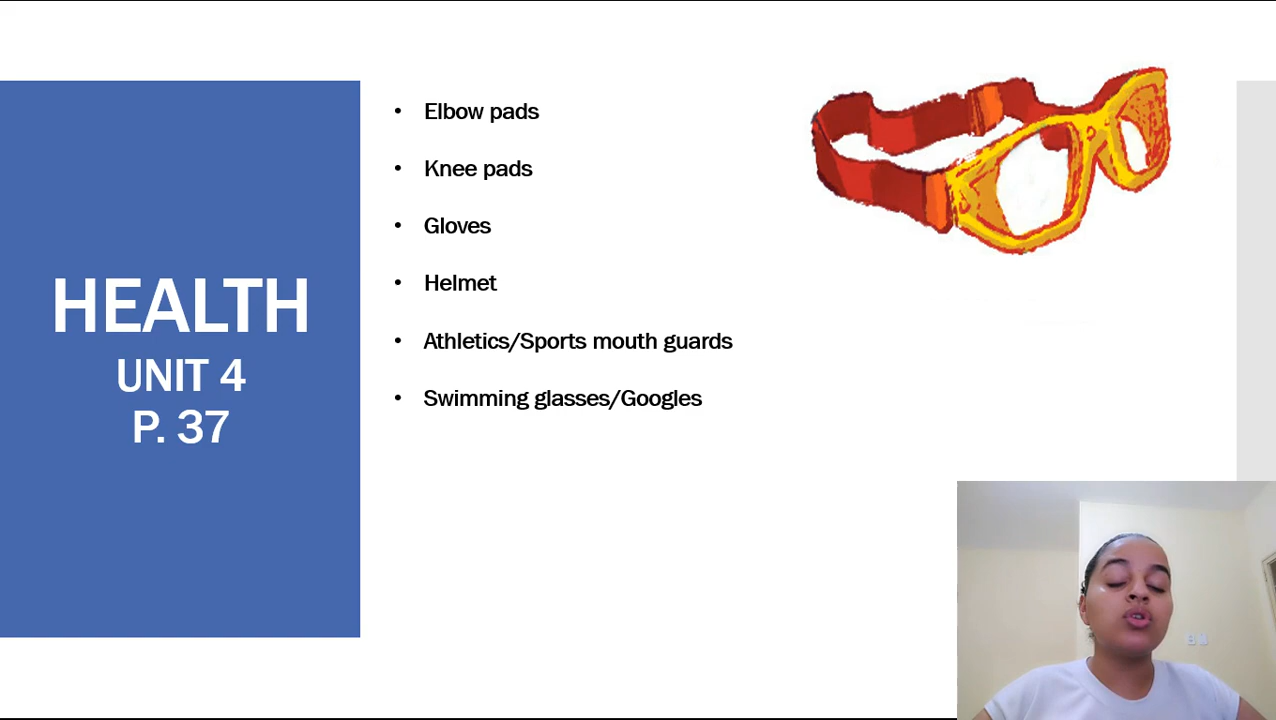 HEALTH
UNIT 4
P. 37
• Elbow pads
• Knee pads
• Gloves
• Helmet
• Athletics/Sports mouth guards
• Swimming glasses/Googles